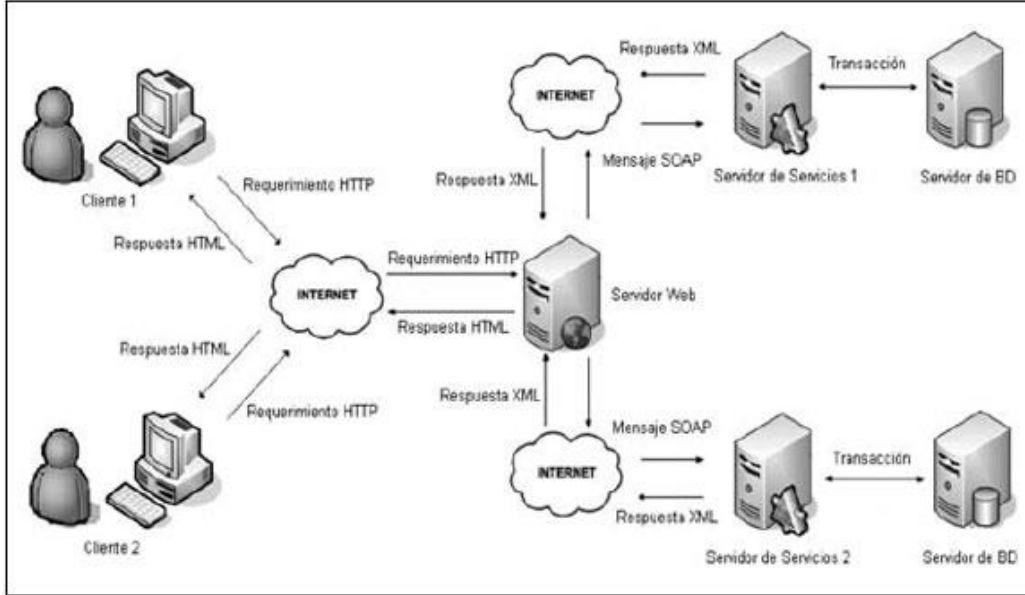 Respuesta XML
Transacción
INTERNET
Mensaje SOAP
Servidor de Servicios 1
Servidor de BD
Requerimiento HTTP
Respuesta XML
Cliente 1
Respuesta HTML
Requerimiento HTTP
INTERNET
Servidor Web
Respuesta HTML
Respuesta HTML
Respuesta XML
Requerimiento HTTP
Mensaje SOAP
Transacción
INTERNET
Respuesta XML
Cliente 2
Servidor de Servicios 2
Servidor de BD